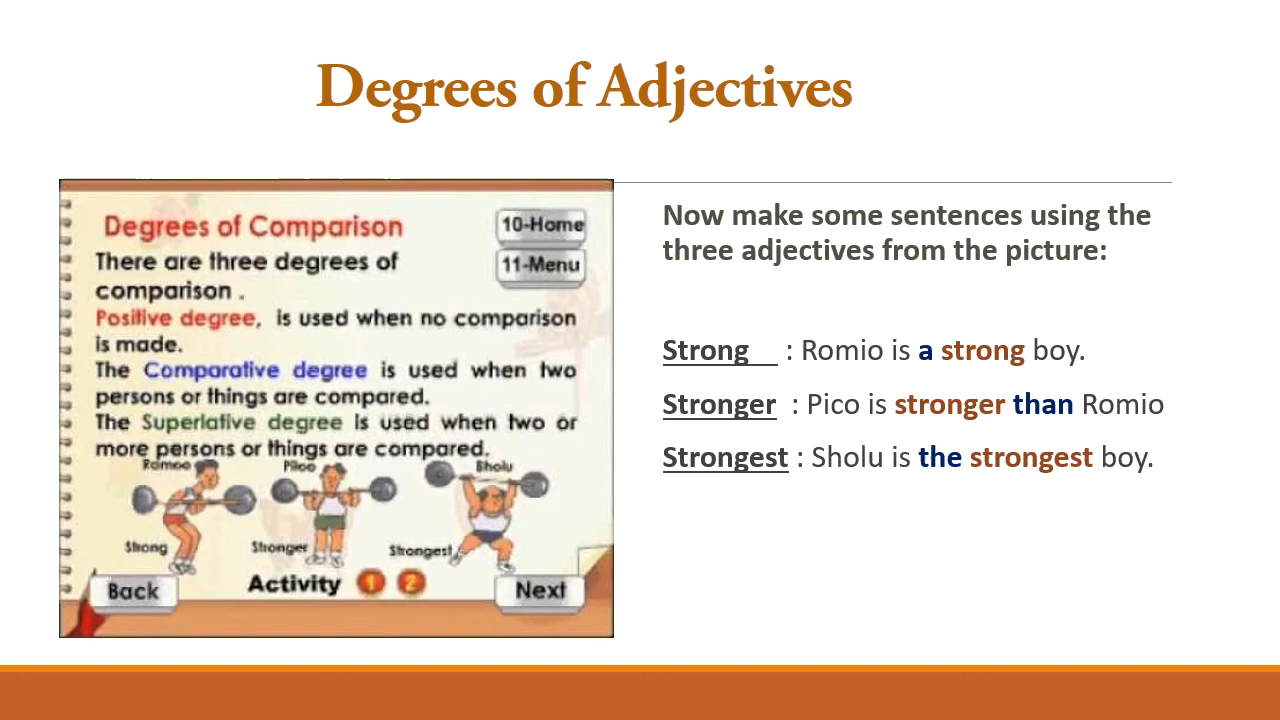 Degrees of Adjectives
Degrees of Comparison
10-Home
There are three degrees of
11-Menu
comparison .
Positive degree, is used when no comparison
is made.
The Comparative degree is used when two
persons or things are compared.
The Superlative degree is used when two or
more persons or things are compared.
Ramoo Piloo Bholu
Strong Stronger Strongest
Back Activity 1 2 Next
Now make some sentences using the
three adjectives from the picture:
Strong : Romio is a strong boy.
Stronger : Pico is stronger than Romio
Strongest : Sholu is the strongest boy.